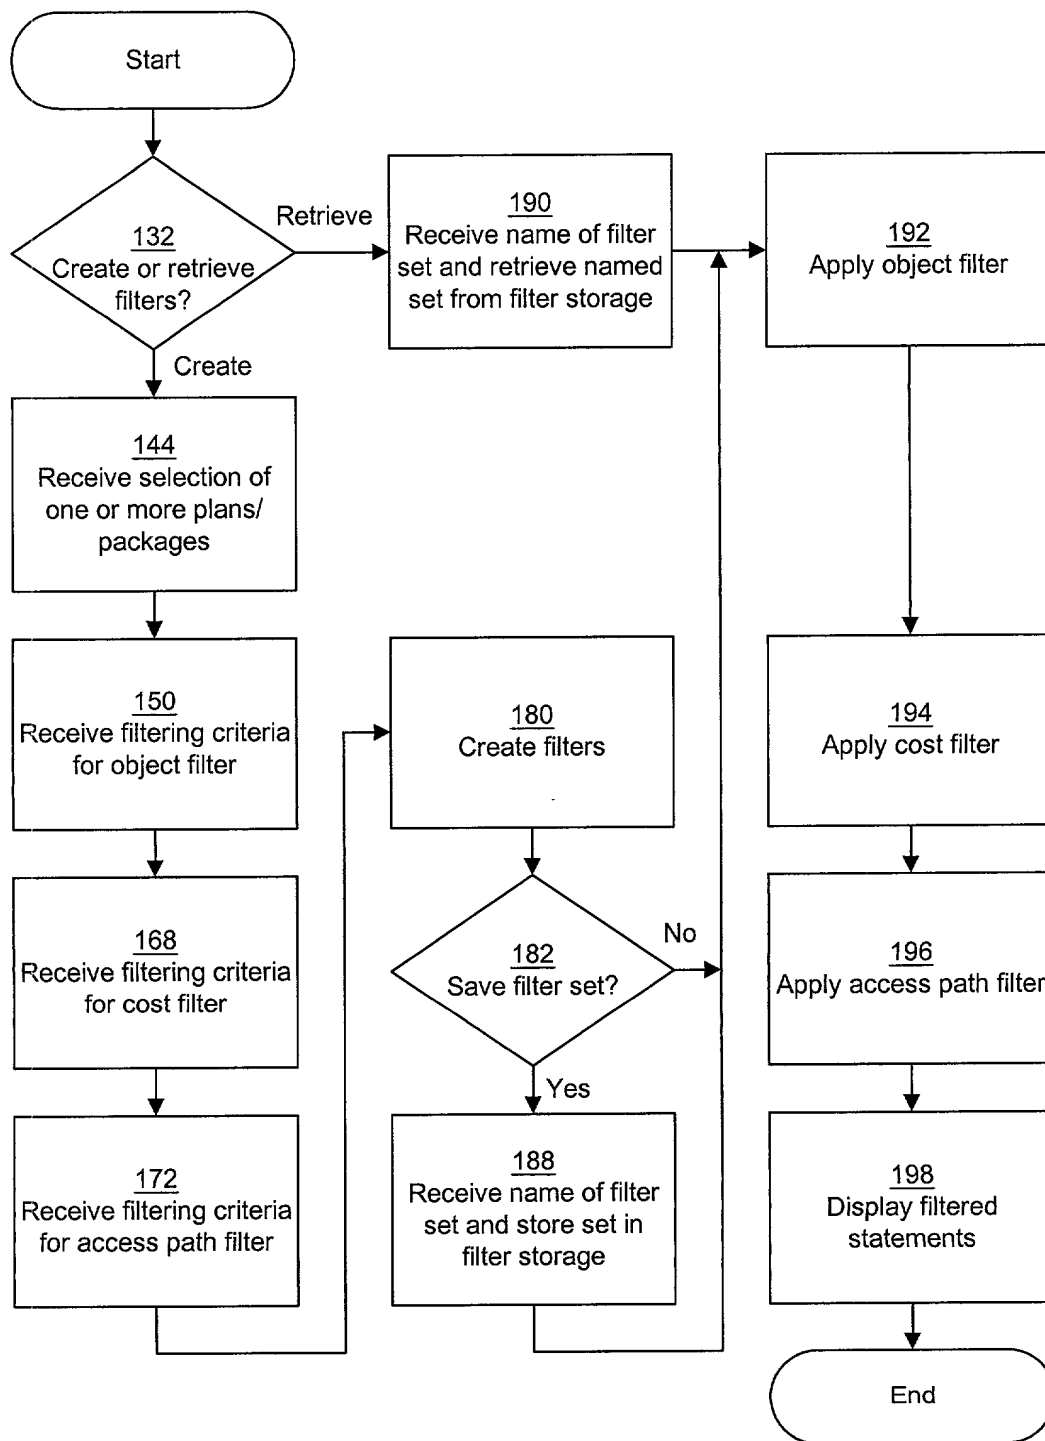 Start
132
Create or retrieve
filters?
Retrieve
Create
190
Receive name of filter
set and retrieve named
set from filter storage
192
Apply object filter
144
Receive selection of
one or more plans/
packages
150
Receive filtering criteria
for object filter
168
Receive filtering criteria
for cost filter
172
Receive filtering criteria
for access path filter
180
Create filters
182
Save filter set?
No
Yes
188
Receive name of filter
set and store set in
filter storage
194
Apply cost filter
196
Apply access path filter
198
Display filtered
statements
End